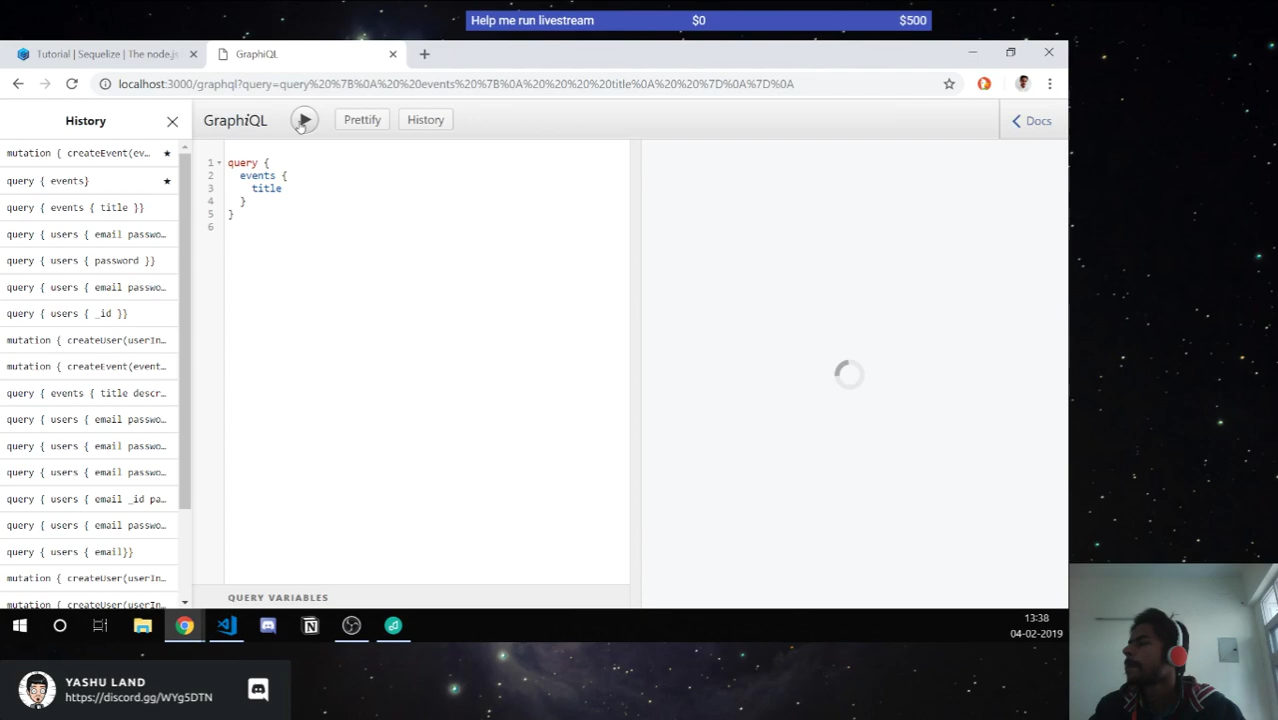 Help me run livestream $0 $500
Tutorial | Sequelize | The node.js
GraphiQL
localhost:3000/graphql?query=query%20%7B%0A%20%20events%20%7B%0A%20%20%20%20title%0A%20%20%7D%0A%7D%0A
History
GraphiQL
Prettify
History
Docs
mutation { createEvent(ev…
query { events}
query { events { title }}
query { users { email passwo…
query { users { password }}
query { users { email passwo…
query { users { _id }}
mutation { createUser(userIn…
mutation { createEvent(event…
query { events { title descr…
query { users { email passwo…
query { users { email passwo…
query { users { email passwo…
query { users { email _id pa…
query { users { email passwo…
query { users { email}}
mutation { createUser(userIn…
mutation { createUser(userIn…
1 query {
2 events {
3 title
4 }
5 }
6
QUERY VARIABLES
13:38
04-02-2019
YASHU LAND
https://discord.gg/WYg5DTN